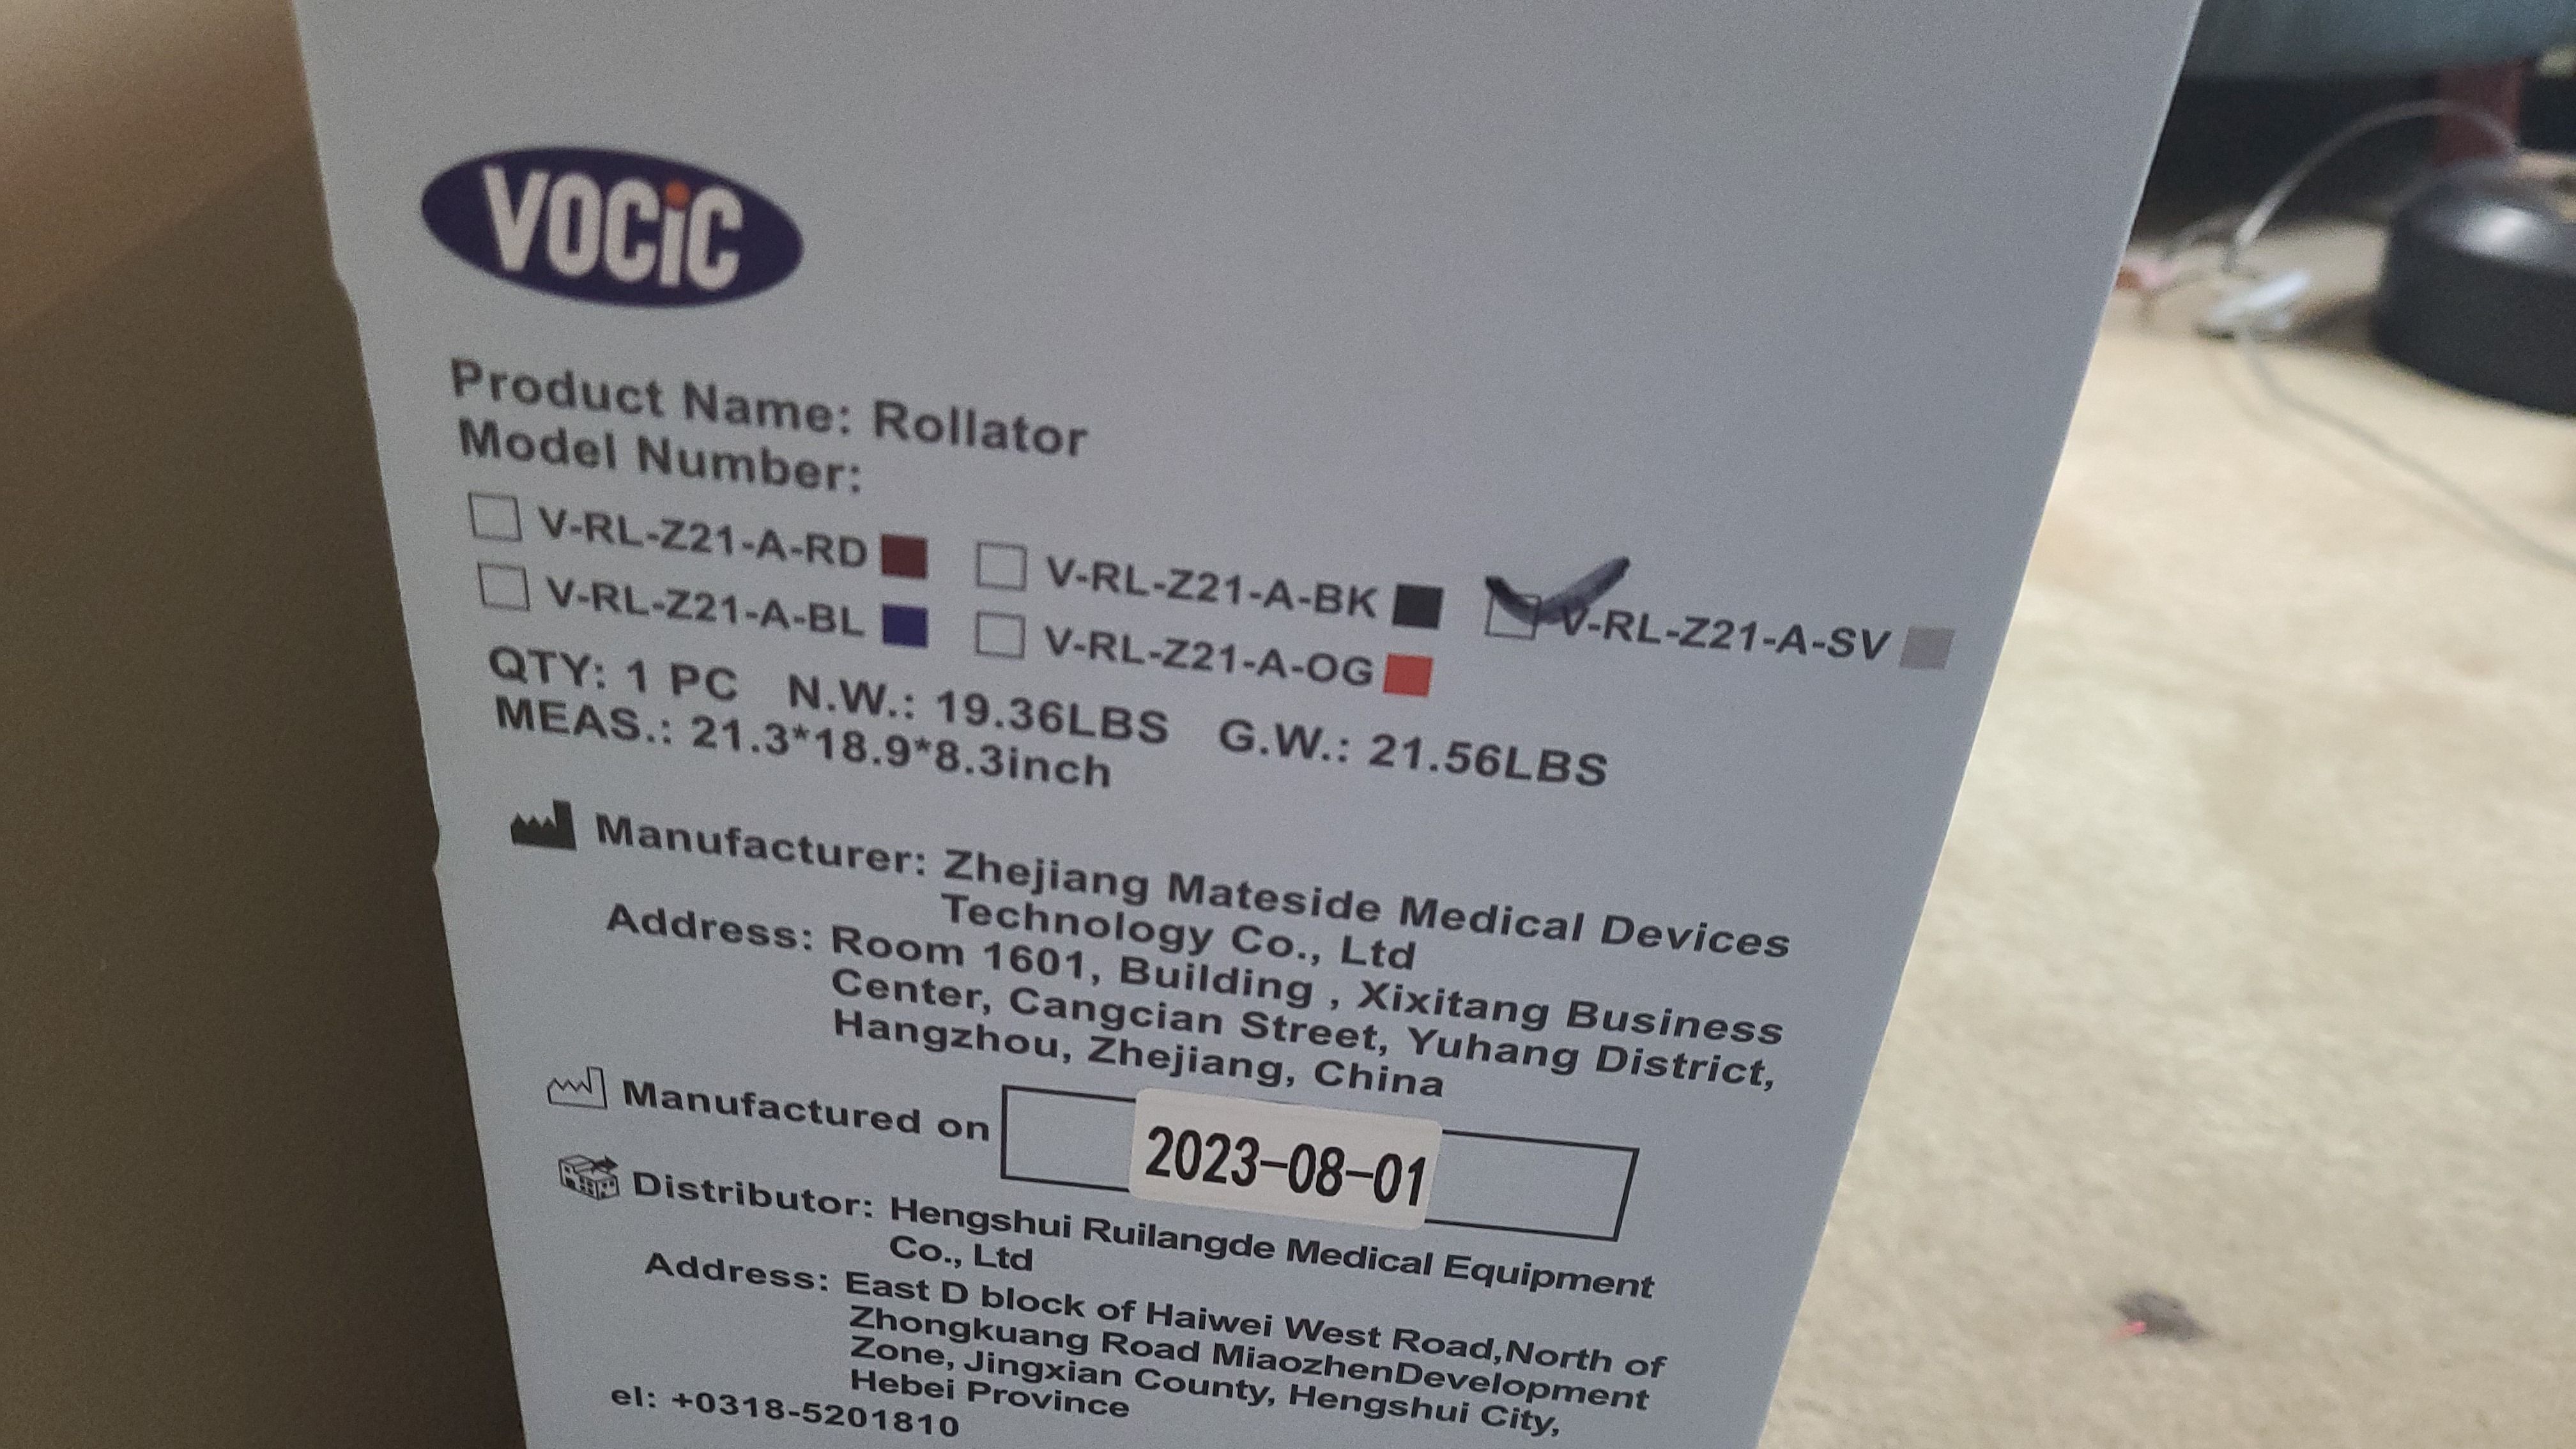 VOCiC
Product Name: Rollator
Model Number:
V-RL-Z21-A-RD V-RL-Z21-A-BK V-RL-Z21-A-SV
V-RL-Z21-A-BL V-RL-Z21-A-OG
QTY: 1 PC N.W.: 19.36LBS G.W.: 21.56LBS
MEAS.: 21.3*18.9*8.3inch
Manufacturer: Zhejiang Mateside Medical Devices
Technology Co., Ltd
Address: Room 1601, Building , Xixitang Business
Center, Cangcian Street, Yuhang District,
Hangzhou, Zhejiang, China
Manufactured on 2023-08-01
Distributor: Hengshui Ruilangde Medical Equipment
Co., Ltd
Address: East D block of Haiwei West Road,North of
Zhongkuang Road MiaozhenDevelopment
Zone, Jingxian County, Hengshui City,
Hebei Province
el: +0318-5201810